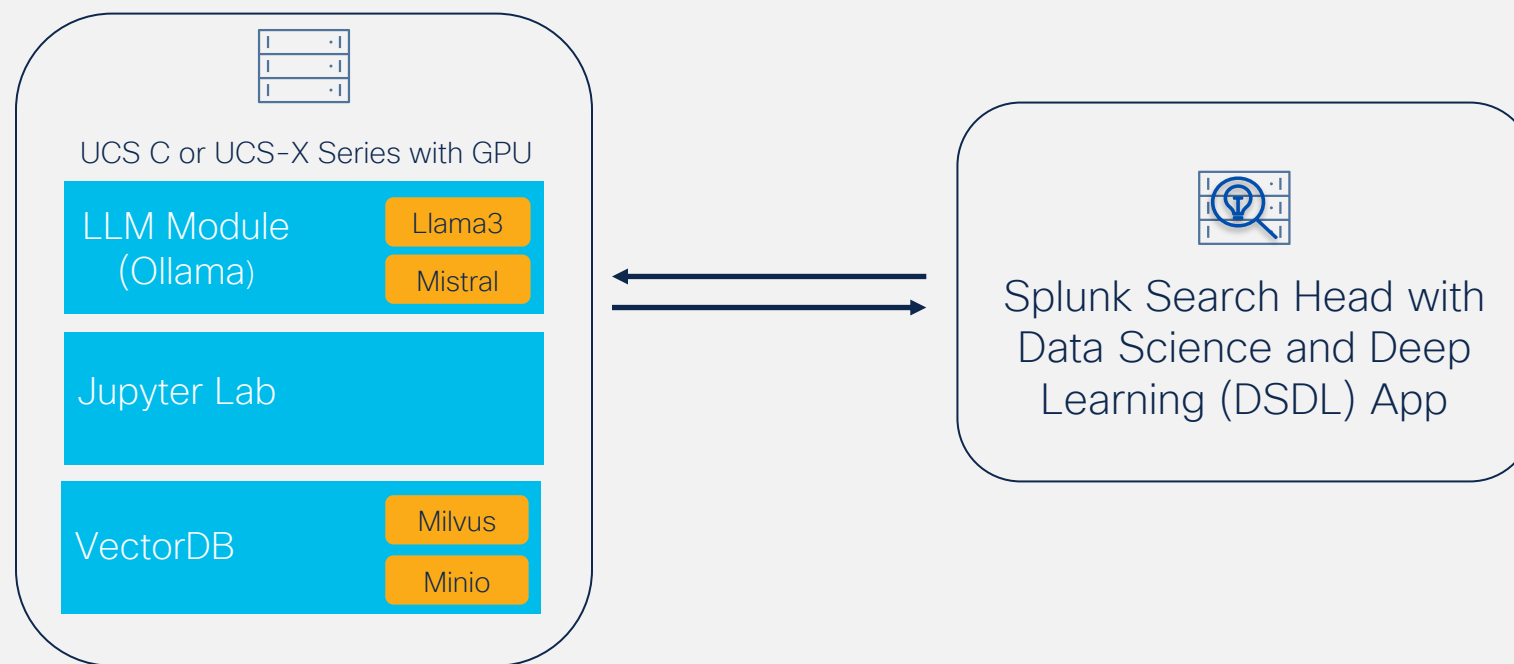 UCS C or UCS-X Series with GPU
LLM Module
(Ollama)
Llama3
Mistral
Jupyter Lab
VectorDB
Milvus
Minio
Splunk Search Head with
Data Science and Deep
Learning (DSDL) App